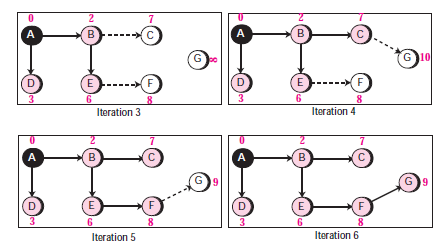 0 2 7
A B C
G ∞
D E F
3 6 8
Iteration 3
0 2 7
A B C
G 10
D E F
3 6 8
Iteration 4
0 2 7
A B C
G 9
D E F
3 6 8
Iteration 5
0 2 7
A B C
G 9
D E F
3 6 8
Iteration 6